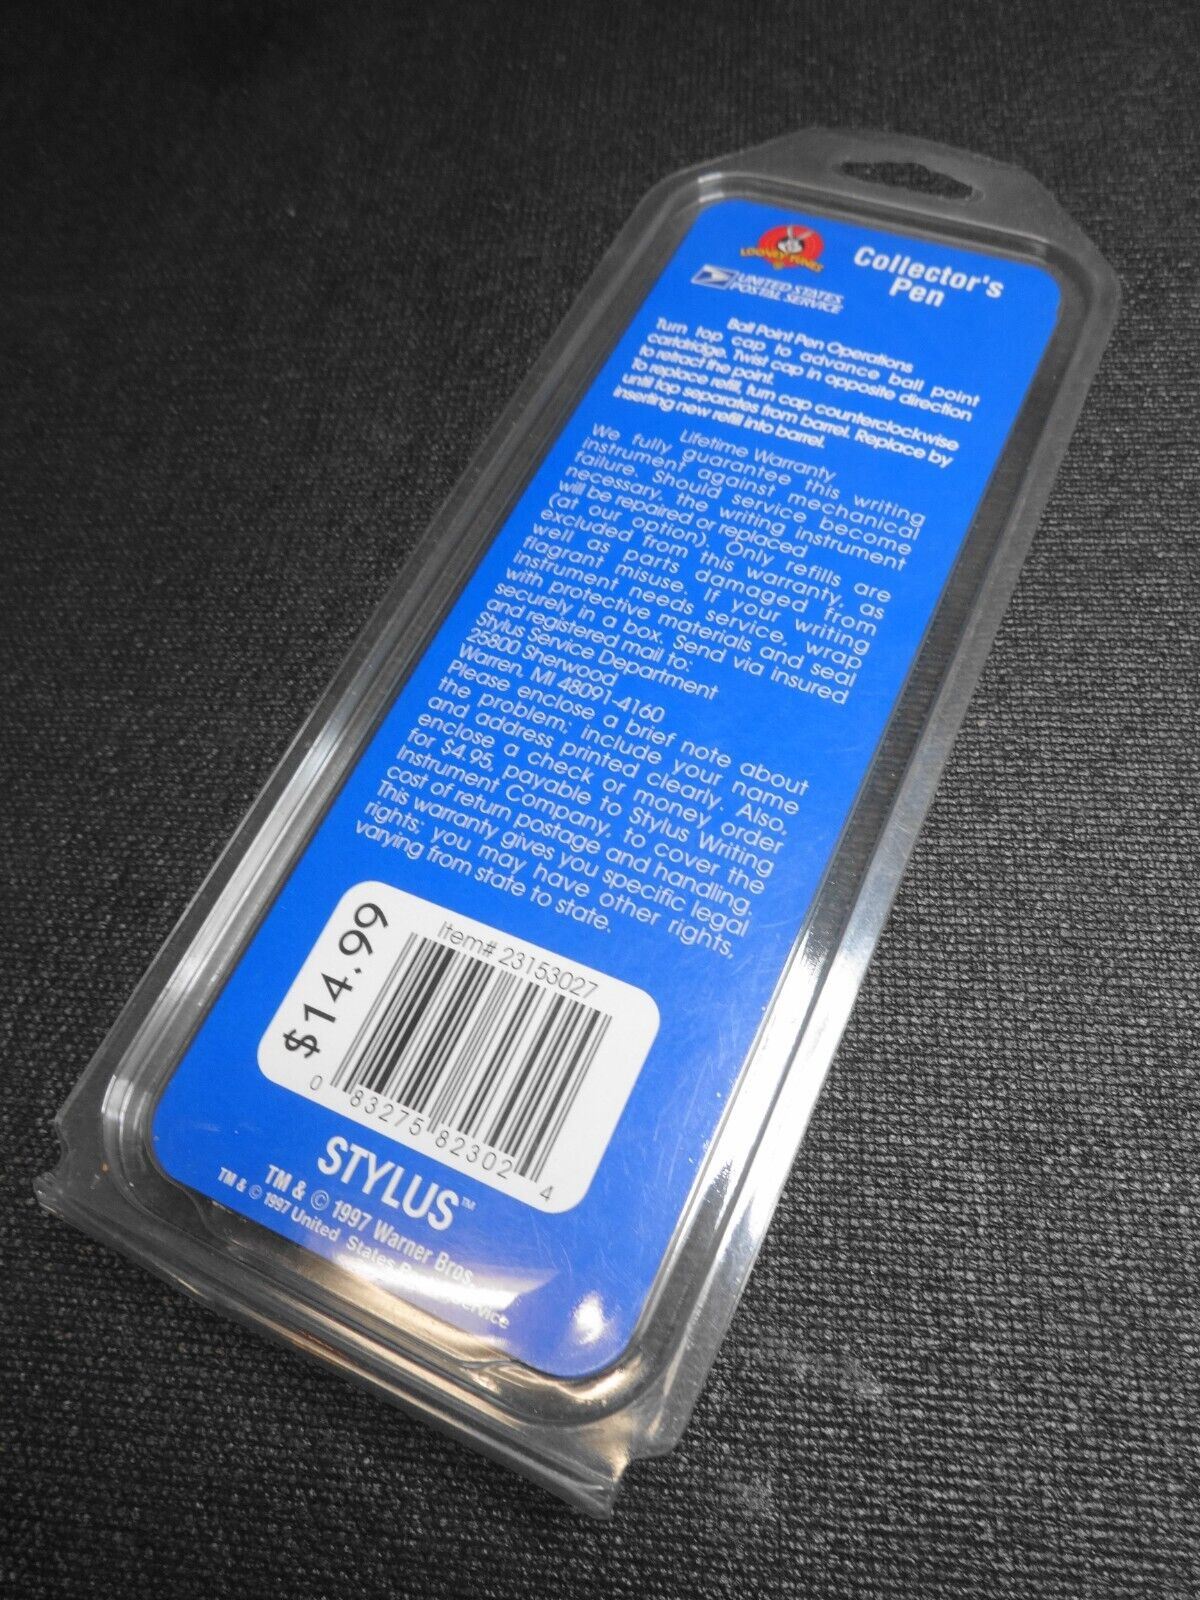 LOONEY TUNES
UNITED STATES
POSTAL SERVICE
Collector's
Pen
Ball Point Pen Operations
Turn top cap to advance ball point
cartdridge. Twist cap in opposite direction
to retract the point.
To replace refill, turn cap counterclockwise
until top separates from barrel. Replace by
inserting new refill into barrel.
Lifetime Warranty
We fully guarantee this writing
instrument against mechanical
failure. Should service become
necessary, the writing instrument
will be repaired or replaced
(at our option). Only refills are
excluded from this warranty, as
well as parts damaged from
flagrant misuse. If your writing
instrument needs service, wrap
with protective materials and seal
securely in a box. Send via insured
and registered mail to:
Stylus Service Department
25800 Sherwood
Warren, MI 48091-4160
Please enclose a brief note about
the problem; include your name
and address printed clearly. Also,
enclose a check or money order
for $4.95, payable to Stylus Writing
Instrument Company, to cover the
cost of return postage and handling.
This warranty gives you specific legal
rights; you may have other rights,
varying from state to state.
$14.99
Item# 23153027
0 83275 82302 4
STYLUS™
TM & © 1997 Warner Bros.
TM & © 1997 United States Postal Service